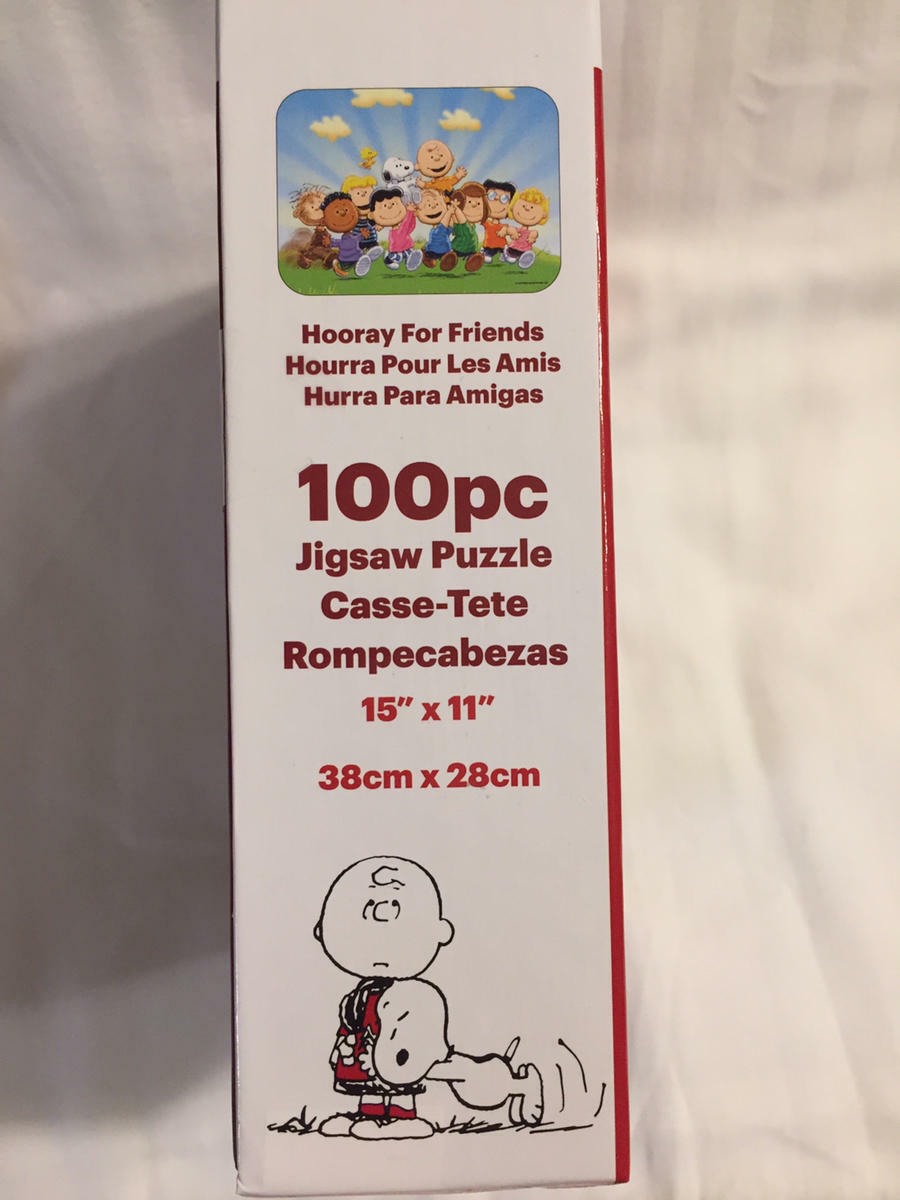 Hooray For Friends
Hourra Pour Les Amis
Hurra Para Amigas
100pc
Jigsaw Puzzle
Casse-Tete
Rompecabezas
15” x 11”
38cm x 28cm